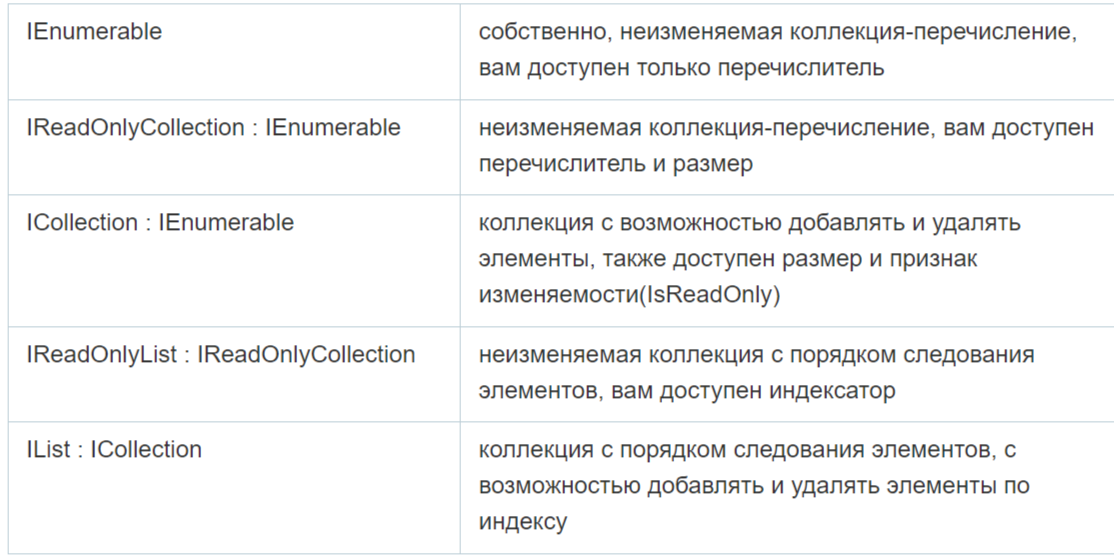 IEnumerable
собственно, неизменяемая коллекция-перечисление,
вам доступен только перечислитель
IReadOnlyCollection : IEnumerable
неизменяемая коллекция-перечисление, вам доступен
перечислитель и размер
ICollection : IEnumerable
коллекция с возможностью добавлять и удалять
элементы, также доступен размер и признак
изменяемости(IsReadOnly)
IReadOnlyList : IReadOnlyCollection
неизменяемая коллекция с порядком следования
элементов, вам доступен индексатор
IList : ICollection
коллекция с порядком следования элементов, с
возможностью добавлять и удалять элементы по
индексу